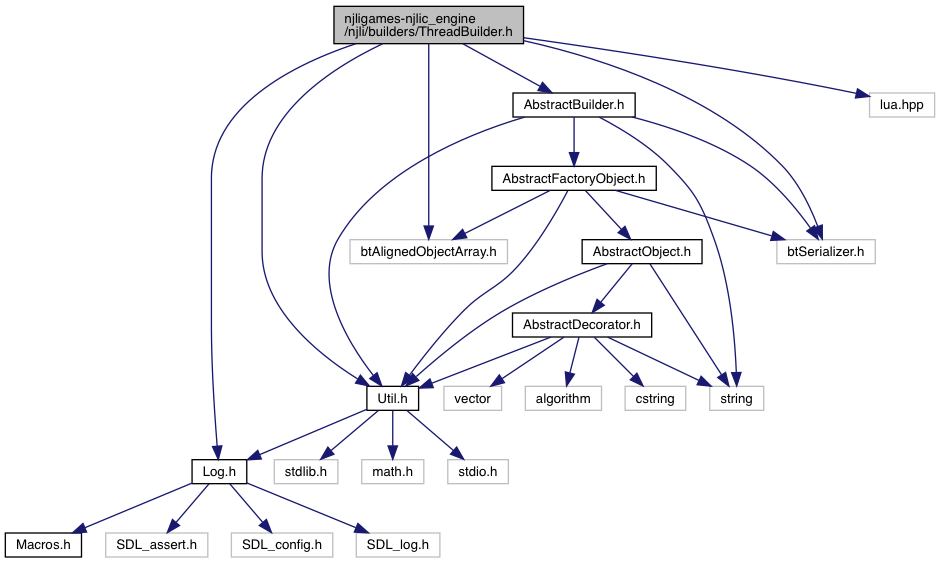 njligames-njlic_engine
/njli/builders/ThreadBuilder.h
AbstractBuilder.h
lua.hpp
AbstractFactoryObject.h
btAlignedObjectArray.h
AbstractObject.h
btSerializer.h
AbstractDecorator.h
Util.h
vector
algorithm
cstring
string
Log.h
stdlib.h
math.h
stdio.h
Macros.h
SDL_assert.h
SDL_config.h
SDL_log.h